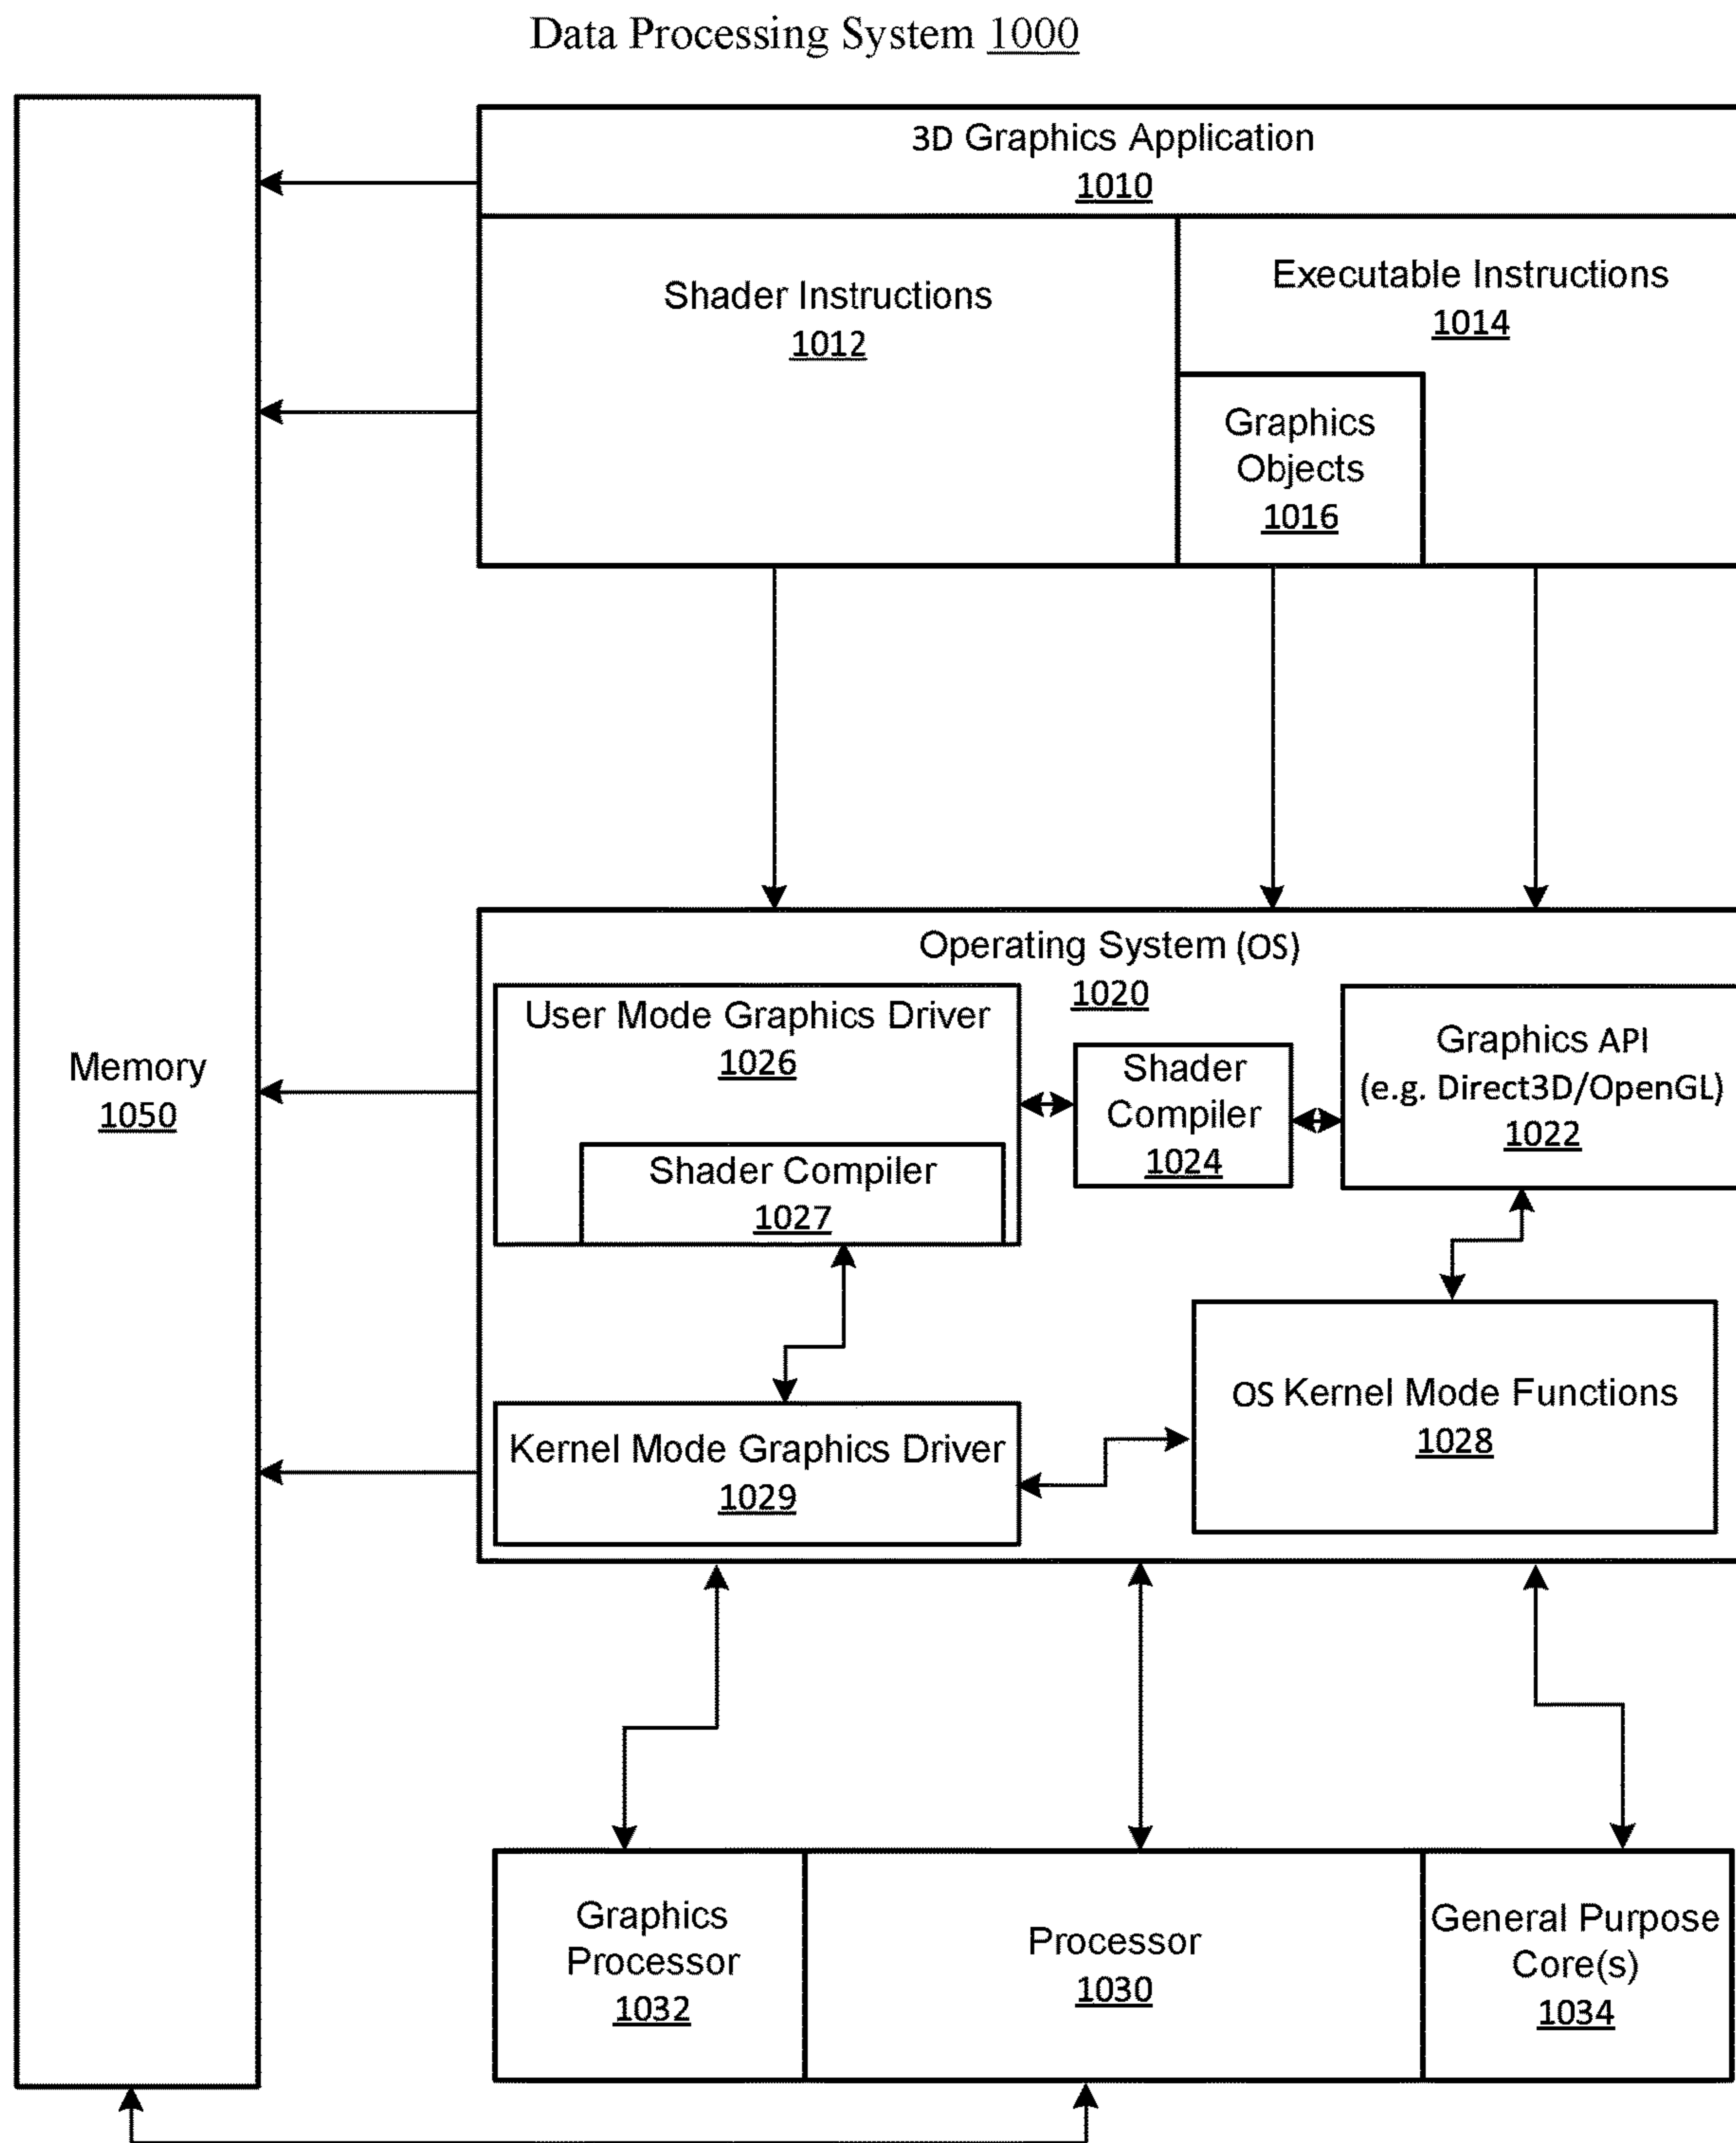 Data Processing System 1000
3D Graphics Application
1010
Shader Instructions
1012
Executable Instructions
1014
Graphics
Objects
1016
Memory
1050
Operating System (OS)
1020
User Mode Graphics Driver
1026
Shader Compiler
1027
Shader
Compiler
1024
Graphics API
(e.g. Direct3D/OpenGL)
1022
Kernel Mode Graphics Driver
1029
OS Kernel Mode Functions
1028
Graphics
Processor
1032
Processor
1030
General Purpose
Core(s)
1034